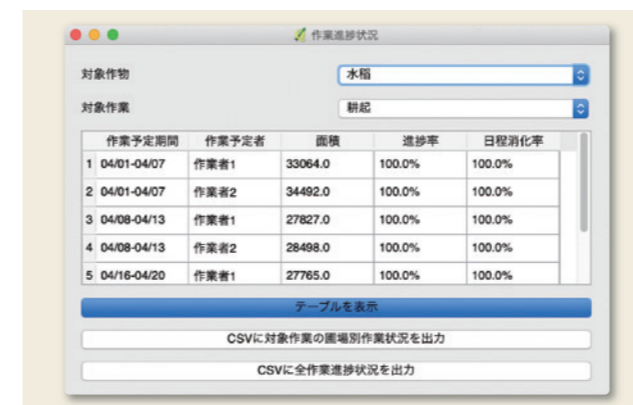 作業進捗状況
対象作物 水稲
対象作業 耕起
作業予定期間 作業予定者 面積 進捗率 日程消化率
1 04/01-04/07 作業者1 33064.0 100.0% 100.0%
2 04/01-04/07 作業者2 34492.0 100.0% 100.0%
3 04/08-04/13 作業者1 27827.0 100.0% 100.0%
4 04/08-04/13 作業者2 28498.0 100.0% 100.0%
5 04/16-04/20 作業者1 27765.0 100.0% 100.0%
テーブルを表示
CSVに対象作業の圃場別作業状況を出力
CSVに全作業進捗状況を出力